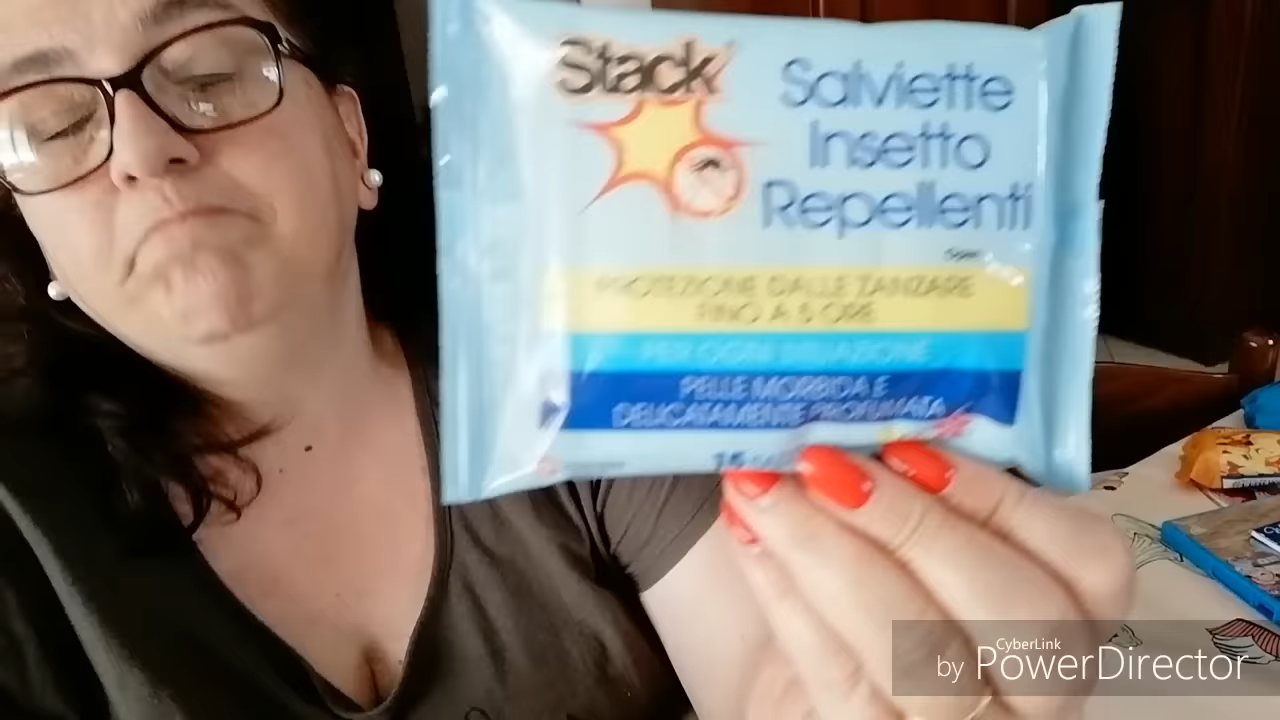 Stack
Salviette
Insetto
Repellenti
PROTEZIONE DALLE ZANZARE
FINO A 5 ORE
PER OGNI
PELLE MORBIDA E
DELICATAMENTE PROFUMATA
CyberLink
by PowerDirector